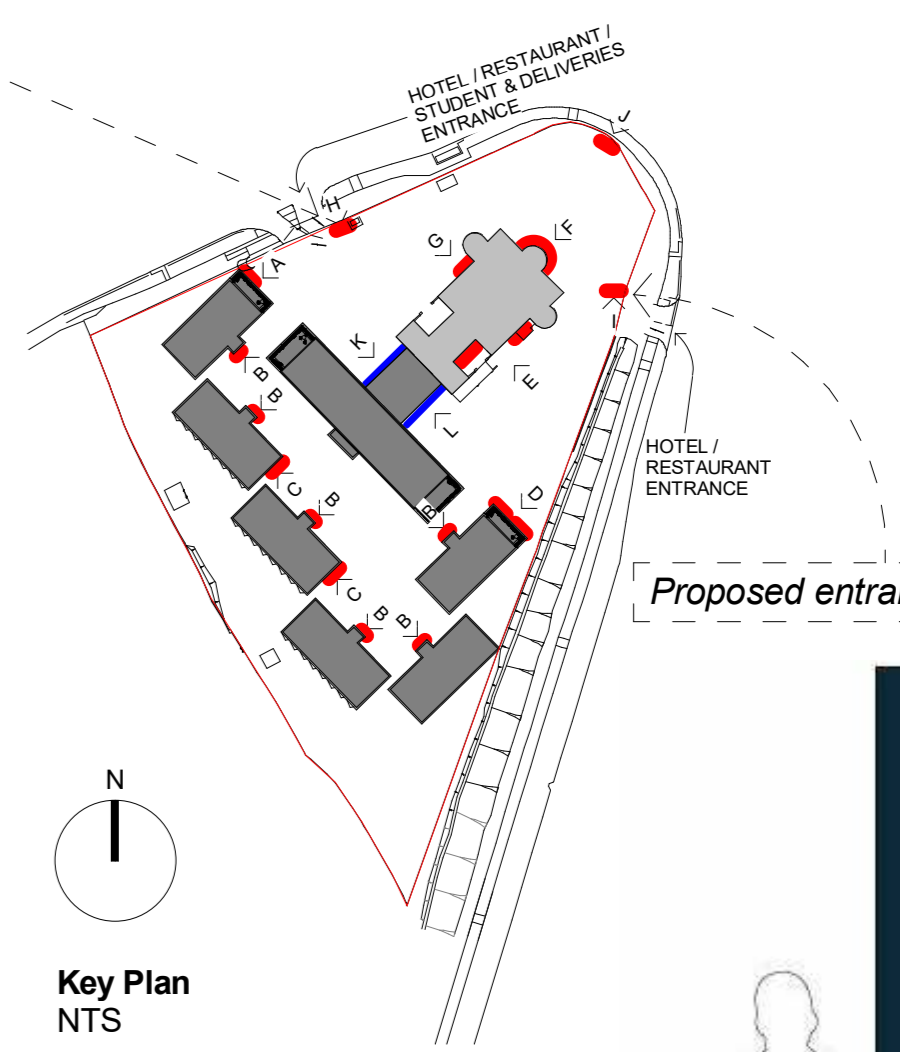 HOTEL / RESTAURANT /
STUDENT & DELIVERIES
ENTRANCE
J
H
F
G
A
I
K
E
B
L
B
HOTEL /
RESTAURANT
ENTRANCE
C
B
B
D
C
B
B
Proposed entra
N
Key Plan
NTS